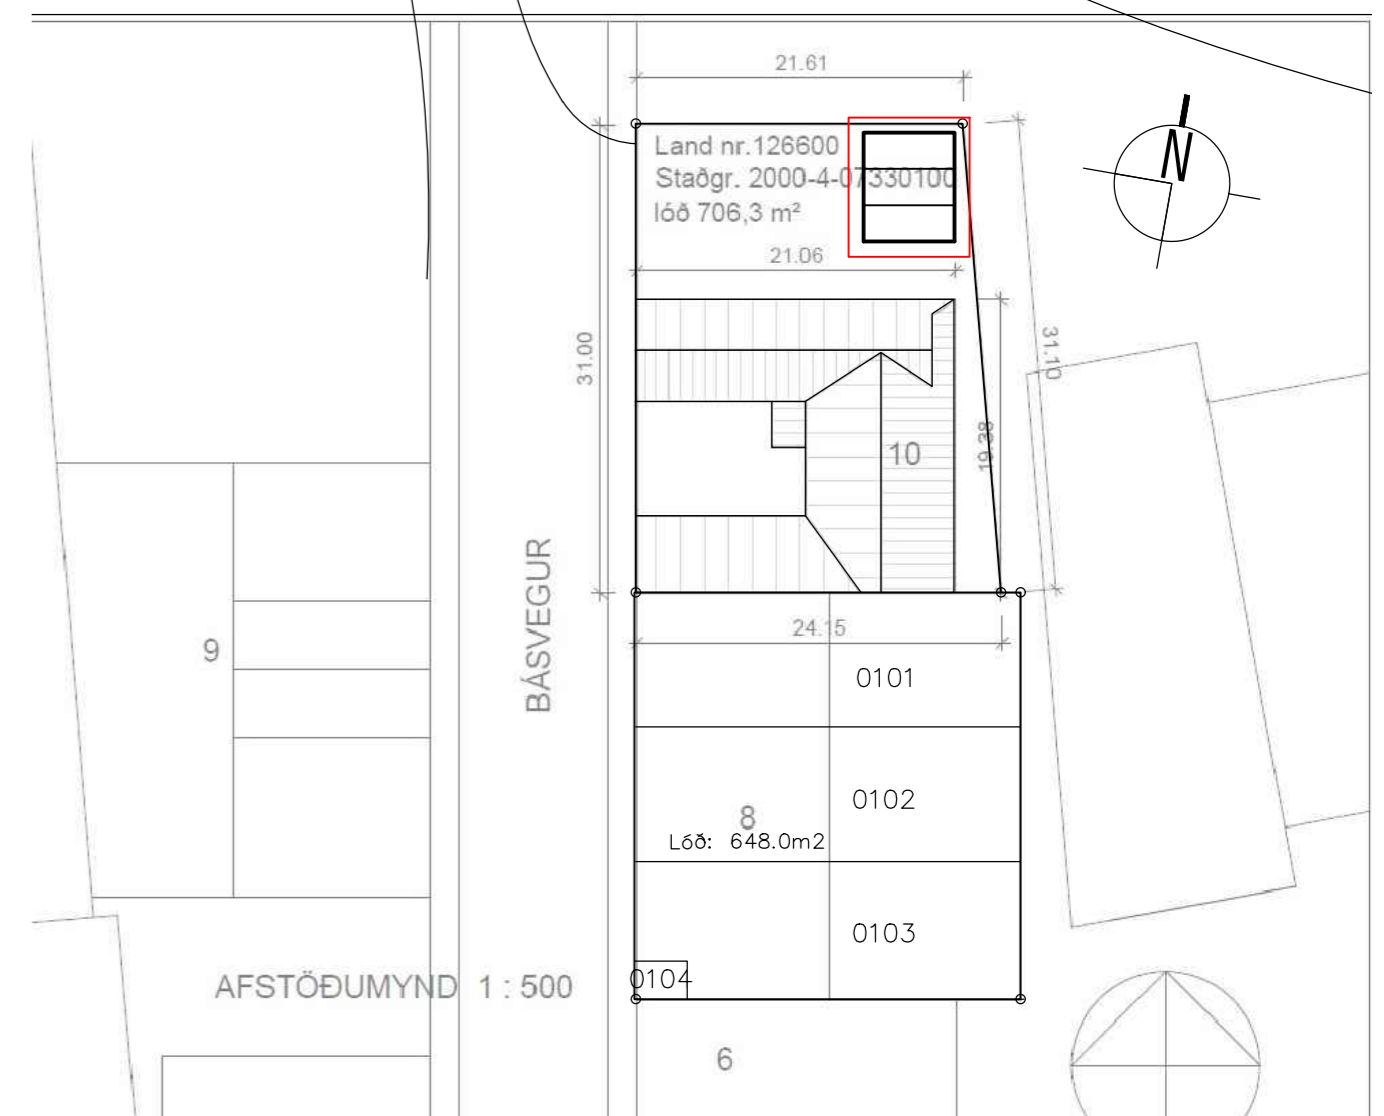 21.61
N
Land nr.126600
Staðgr. 2000-4-07330100
lóð 706,3 m²
21.06
31.00
31.10
19.38
10
BÁSVEGUR
24.15
9
0101
0102
8
Lóð: 648.0m2
0103
0104
AFSTÖÐUMYND 1 : 500
6